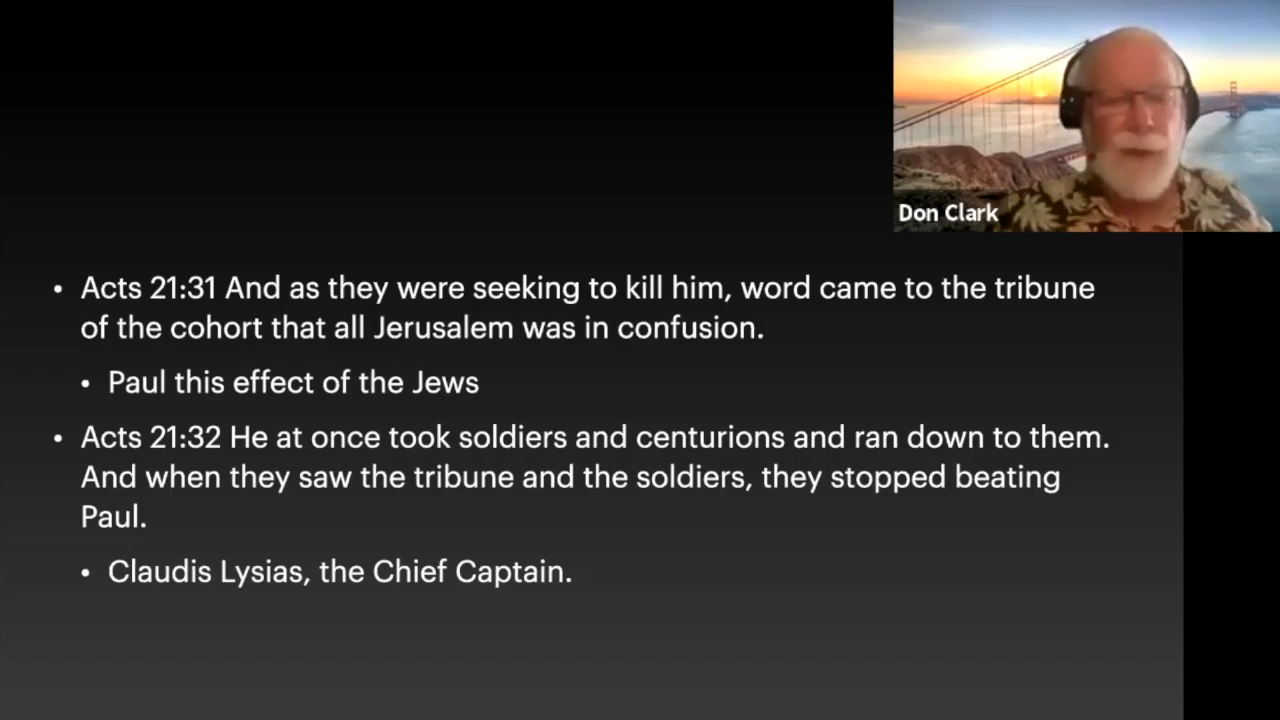 Don Clark
• Acts 21:31 And as they were seeking to kill him, word came to the tribune
of the cohort that all Jerusalem was in confusion.
• Paul this effect of the Jews
• Acts 21:32 He at once took soldiers and centurions and ran down to them.
And when they saw the tribune and the soldiers, they stopped beating
Paul.
• Claudis Lysias, the Chief Captain.